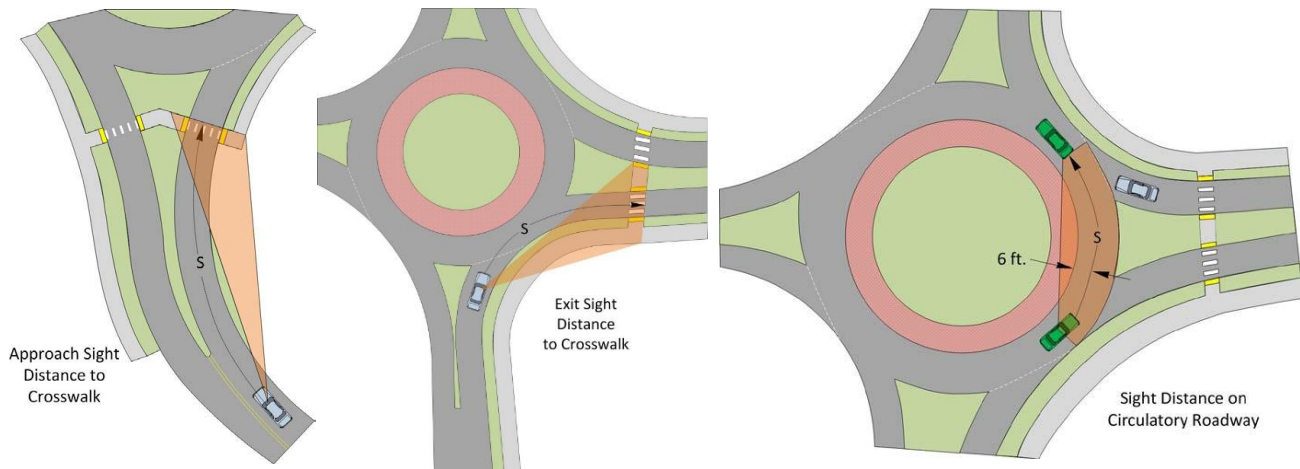 S
Approach Sight
Distance to
Crosswalk
S
Exit Sight
Distance
to Crosswalk
S
6 ft.
Sight Distance on
Circulatory Roadway